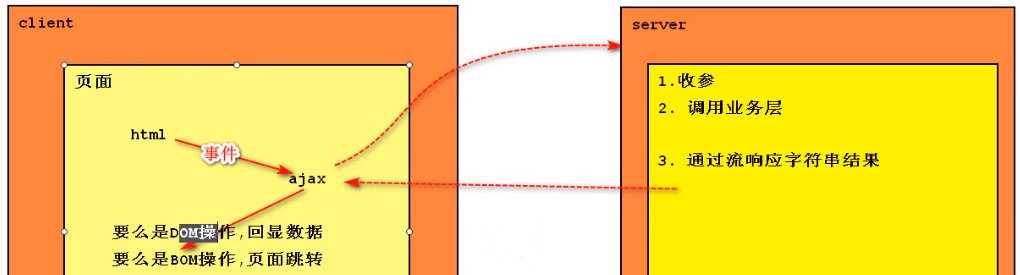 client
页面
html
事件
ajax
要么是DOM操作,回显数据
要么是BOM操作,页面跳转
server
1.收参
2. 调用业务层
3. 通过流响应字符串结果